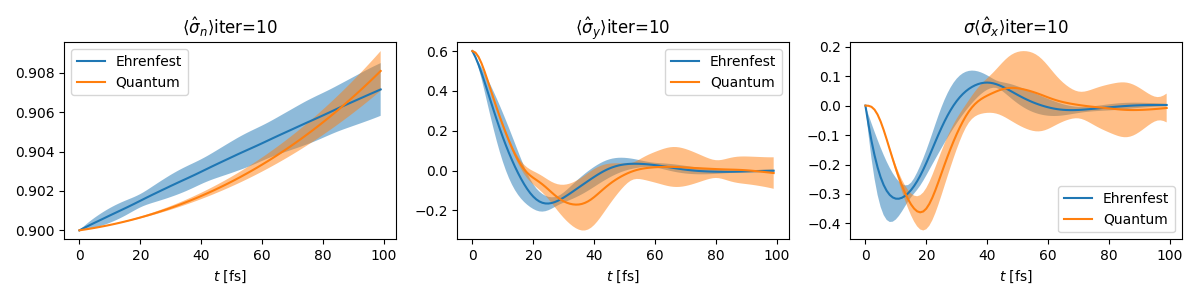 ⟨σ̂ₙ⟩iter=10
Ehrenfest
Quantum
0.908
0.906
0.904
0.902
0.900
0 20 40 60 80 100
t [fs]
⟨σ̂ᵧ⟩iter=10
Ehrenfest
Quantum
0.6
0.4
0.2
0.0
−0.2
0 20 40 60 80 100
t [fs]
σ⟨σ̂ₓ⟩iter=10
0.2
0.1
0.0
−0.1
−0.2
−0.3
−0.4
Ehrenfest
Quantum
0 20 40 60 80 100
t [fs]